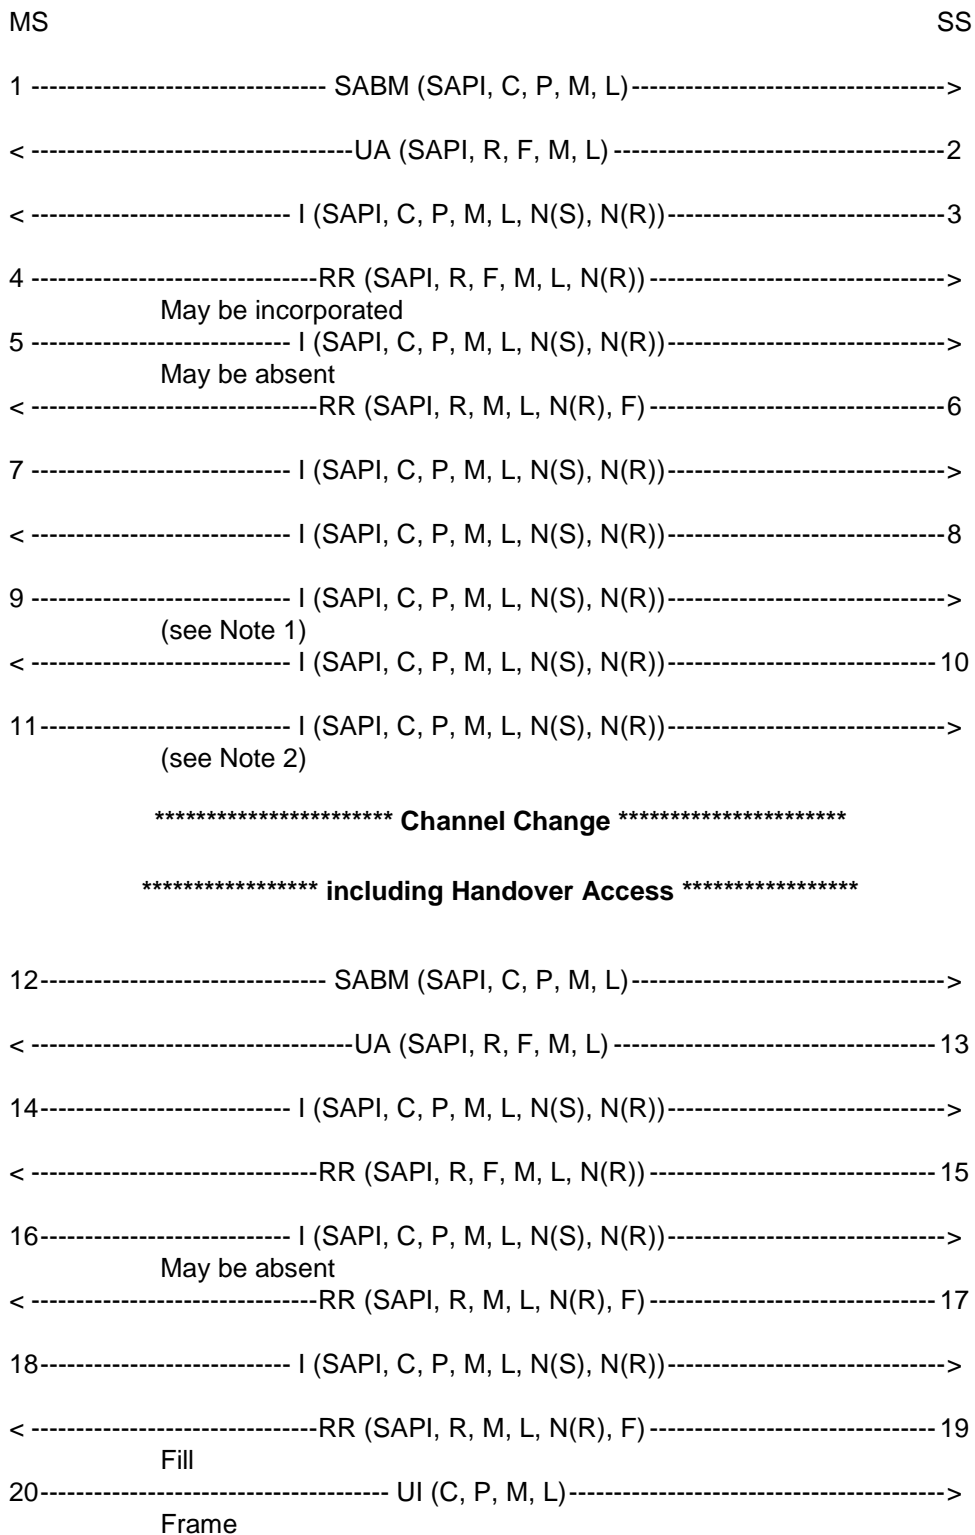 MS SS
1 --------------------------------- SABM (SAPI, C, P, M, L)----------------------------------->
< ------------------------------------UA (SAPI, R, F, M, L) -------------------------------------2
< ----------------------------- I (SAPI, C, P, M, L, N(S), N(R))-------------------------------3
4 --------------------------------RR (SAPI, R, F, M, L, N(R)) --------------------------------->
May be incorporated
5 ----------------------------- I (SAPI, C, P, M, L, N(S), N(R))------------------------------->
May be absent
< --------------------------------RR (SAPI, R, M, L, N(R), F) ---------------------------------6
7 ----------------------------- I (SAPI, C, P, M, L, N(S), N(R))------------------------------->
< ----------------------------- I (SAPI, C, P, M, L, N(S), N(R))-------------------------------8
9 ----------------------------- I (SAPI, C, P, M, L, N(S), N(R))------------------------------->
(see Note 1)
< ----------------------------- I (SAPI, C, P, M, L, N(S), N(R))------------------------------ 10
11---------------------------- I (SAPI, C, P, M, L, N(S), N(R))------------------------------->
(see Note 2)
*********************** Channel Change **********************
***************** including Handover Access *****************
12-------------------------------- SABM (SAPI, C, P, M, L)----------------------------------->
< ------------------------------------UA (SAPI, R, F, M, L) ------------------------------------ 13
14---------------------------- I (SAPI, C, P, M, L, N(S), N(R))------------------------------->
< --------------------------------RR (SAPI, R, F, M, L, N(R)) -------------------------------- 15
16---------------------------- I (SAPI, C, P, M, L, N(S), N(R))------------------------------->
May be absent
< --------------------------------RR (SAPI, R, M, L, N(R), F) -------------------------------- 17
18---------------------------- I (SAPI, C, P, M, L, N(S), N(R))------------------------------->
< --------------------------------RR (SAPI, R, M, L, N(R), F) -------------------------------- 19
Fill
20--------------------------------------- UI (C, P, M, L)------------------------------------------>
Frame